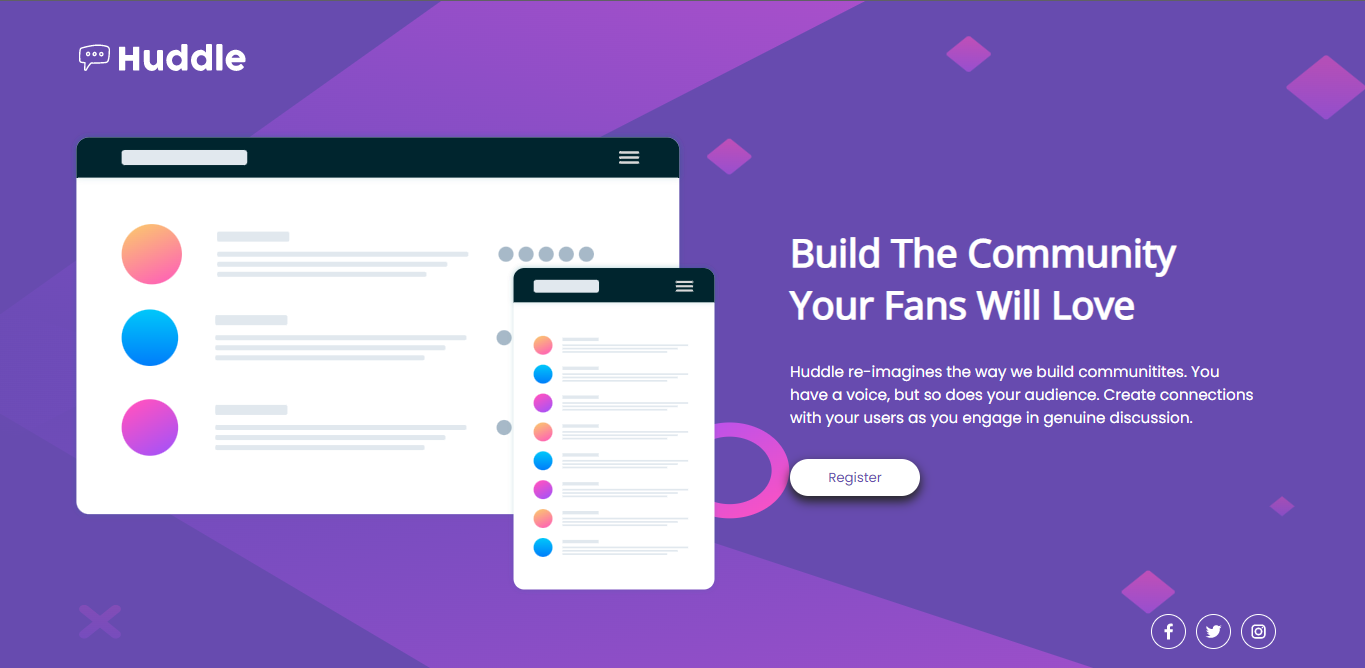 Huddle
Build The Community
Your Fans Will Love
Huddle re-imagines the way we build communitites. You
have a voice, but so does your audience. Create connections
with your users as you engage in genuine discussion.
Register